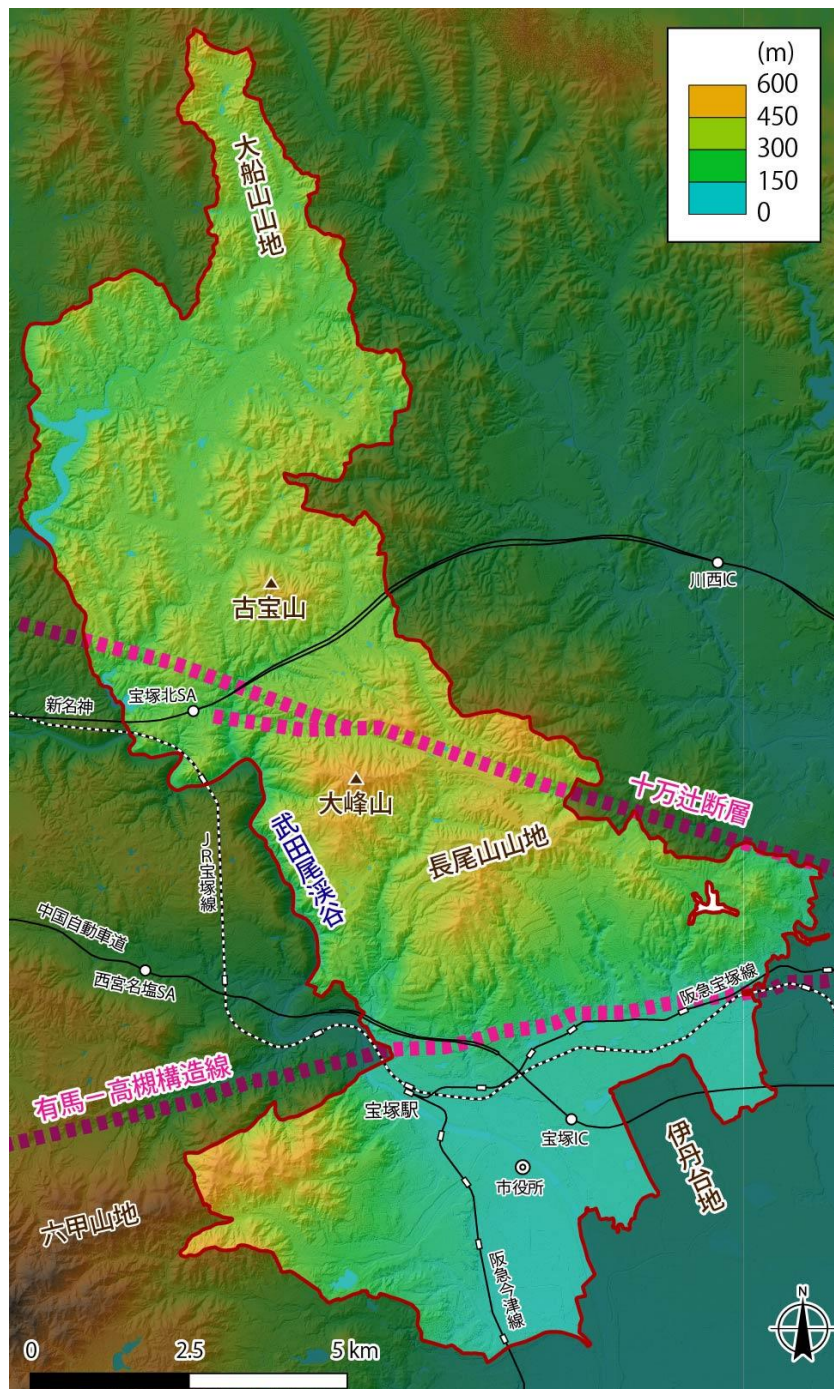 (m)
600
450
300
150
0
大船山山地
川西IC
古宝山
新名神
宝塚北SA
大峰山
十万辻断層
武田尾渓谷
長尾山山地
JR宝塚線
中国自動車道
西宮名塩SA
阪急宝塚線
有馬ー高槻構造線
宝塚駅
宝塚IC
伊丹台地
市役所
六甲山地
阪急今津線
N
0
2.5
5 km